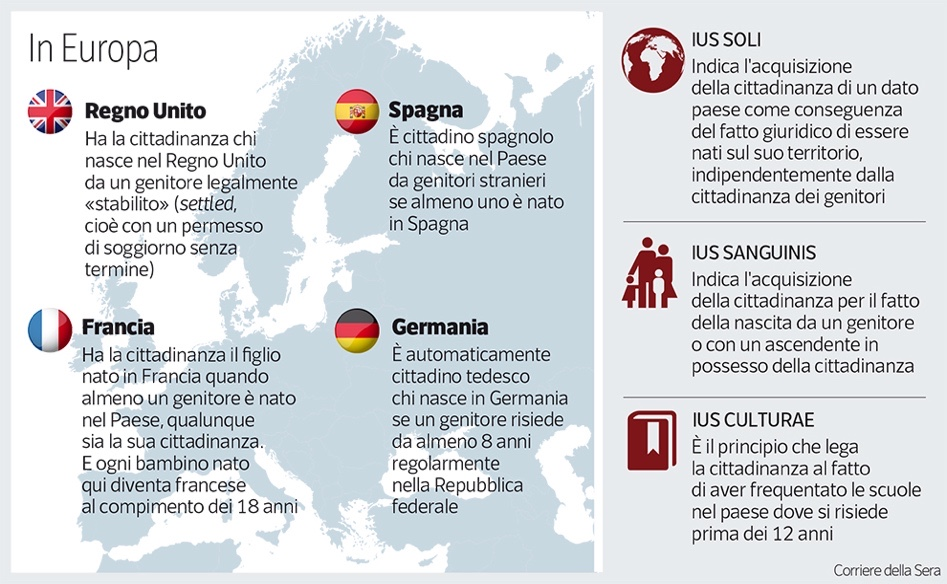 In Europa
Regno Unito
Ha la cittadinanza chi
nasce nel Regno Unito
da un genitore legalmente
«stabilito» (settled,
cioè con un permesso
di soggiorno senza
termine)
Spagna
È cittadino spagnolo
chi nasce nel Paese
da genitori stranieri
se almeno uno è nato
in Spagna
Francia
Ha la cittadinanza il figlio
nato in Francia quando
almeno un genitore è nato
nel Paese, qualunque
sia la sua cittadinanza.
E ogni bambino nato
qui diventa francese
al compimento dei 18 anni
Germania
È automaticamente
cittadino tedesco
chi nasce in Germania
se un genitore risiede
da almeno 8 anni
regolarmente
nella Repubblica
federale
IUS SOLI
Indica l'acquisizione
della cittadinanza di un dato
paese come conseguenza
del fatto giuridico di essere
nati sul suo territorio,
indipendentemente dalla
cittadinanza dei genitori
IUS SANGUINIS
Indica l'acquisizione
della cittadinanza per il fatto
della nascita da un genitore
o con un ascendente in
possesso della cittadinanza
IUS CULTURAE
È il principio che lega
la cittadinanza al fatto
di aver frequentato le scuole
nel paese dove si risiede
prima dei 12 anni
Corriere della Sera